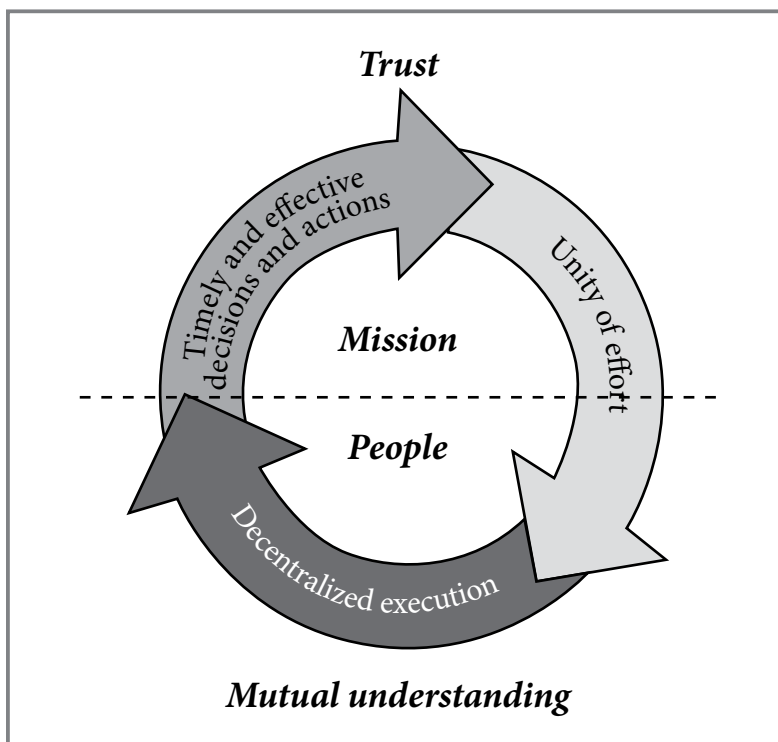 Trust
Timely and effective
decisions and actions
Unity of effort
Mission
People
Decentralized execution
Mutual understanding